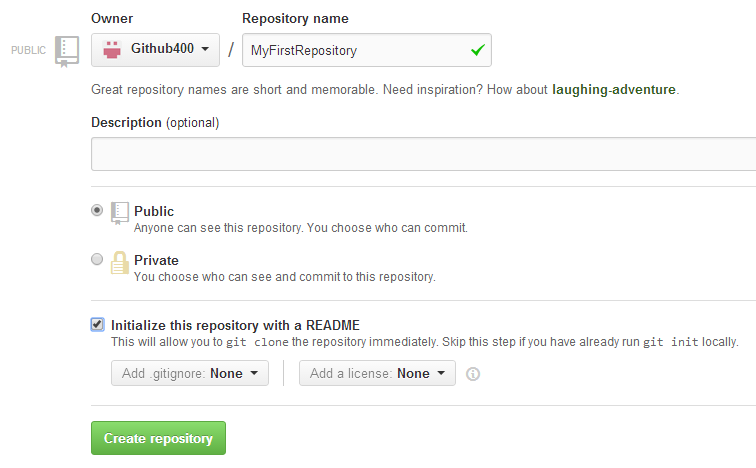 Owner Repository name
PUBLIC Github400 / MyFirstRepository
Great repository names are short and memorable. Need inspiration? How about laughing-adventure.
Description (optional)
Public
Anyone can see this repository. You choose who can commit.
Private
You choose who can see and commit to this repository.
Initialize this repository with a README
This will allow you to git clone the repository immediately. Skip this step if you have already run git init locally.
Add .gitignore: None Add a license: None
Create repository